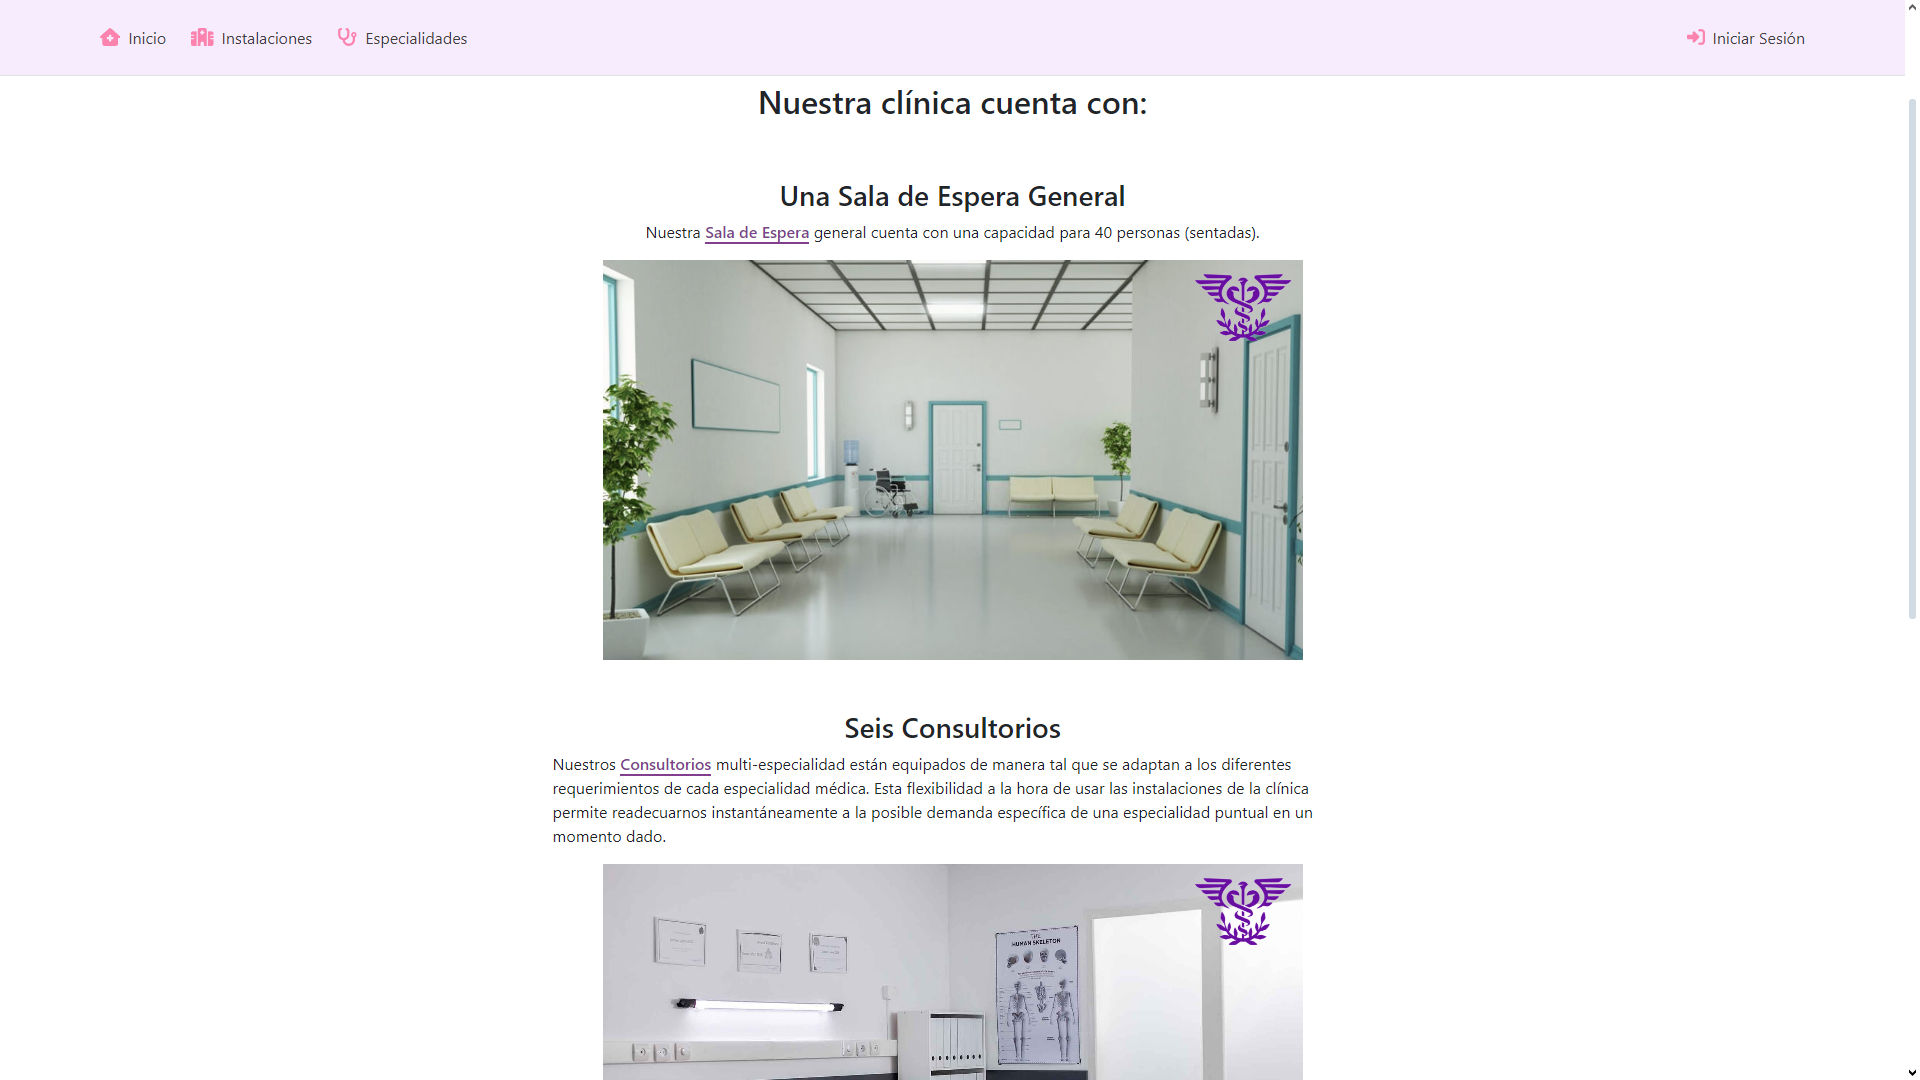 Inicio
Instalaciones
Especialidades
Iniciar Sesión
Nuestra clínica cuenta con:
Una Sala de Espera General
Nuestra Sala de Espera general cuenta con una capacidad para 40 personas (sentadas).
Seis Consultorios
Nuestros Consultorios multi-especialidad están equipados de manera tal que se adaptan a los diferentes
requerimientos de cada especialidad médica. Esta flexibilidad a la hora de usar las instalaciones de la clínica
permite readecuarnos instantáneamente a la posible demanda específica de una especialidad puntual en un
momento dado.
THE
HUMAN SKELETON